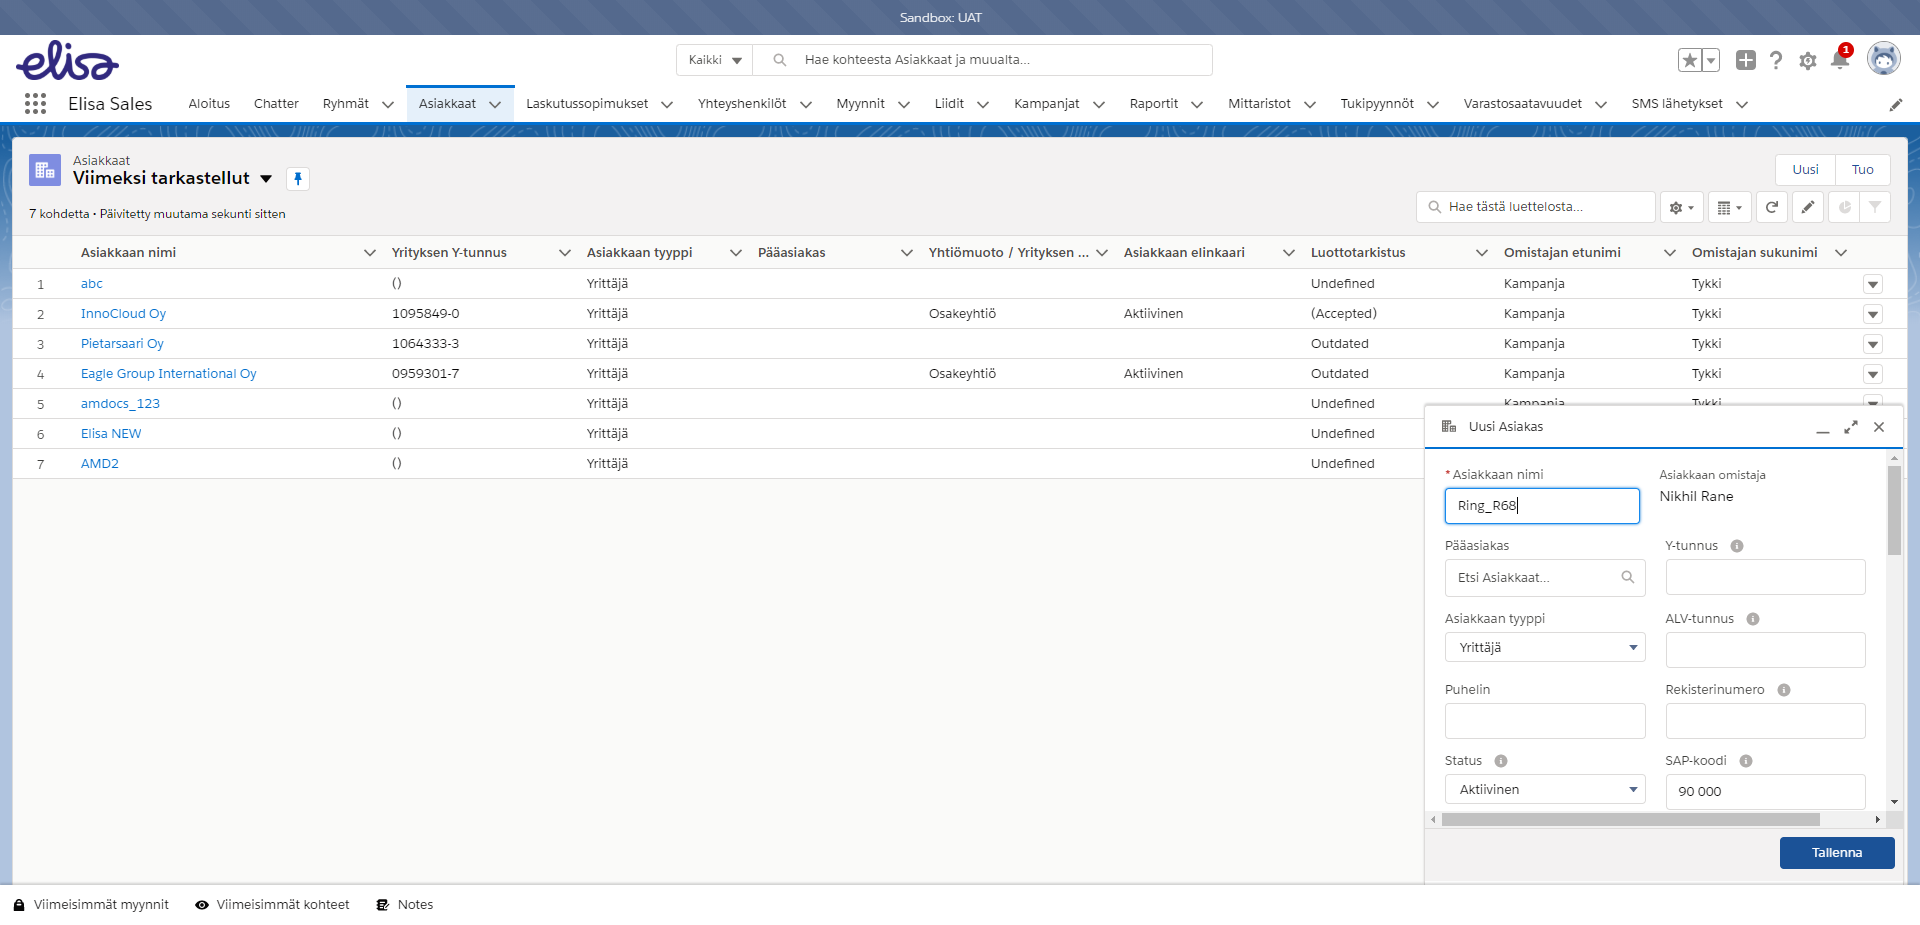 Sandbox: UAT
elisa
Kaikki
Hae kohteesta Asiakkaat ja muualta...
1
Elisa Sales
Aloitus
Chatter
Ryhmät
Asiakkaat
Laskutussopimukset
Yhteyshenkilöt
Myynnit
Liidit
Kampanjat
Raportit
Mittaristot
Tukipyynnöt
Varastosaatavuudet
SMS lähetykset
Asiakkaat
Viimeksi tarkastellut
Uusi
Tuo
7 kohdetta • Päivitetty muutama sekunti sitten
Hae tästä luettelosta...
Asiakkaan nimi Yrityksen Y-tunnus Asiakkaan tyyppi Pääasiakas Yhtiömuoto / Yrityksen ... Asiakkaan elinkaari Luottotarkistus Omistajan etunimi Omistajan sukunimi
1 abc () Yrittäjä Undefined Kampanja Tykki
2 InnoCloud Oy 1095849-0 Yrittäjä Osakeyhtiö Aktiivinen (Accepted) Kampanja Tykki
3 Pietarsaari Oy 1064333-3 Yrittäjä Outdated Kampanja Tykki
4 Eagle Group International Oy 0959301-7 Yrittäjä Osakeyhtiö Aktiivinen Outdated Kampanja Tykki
5 amdocs_123 () Yrittäjä Undefined Kampanja Tykki
6 Elisa NEW () Yrittäjä Undefined
7 AMD2 () Yrittäjä Undefined
Uusi Asiakas
* Asiakkaan nimi
Ring_R68
Asiakkaan omistaja
Nikhil Rane
Pääasiakas
Etsi Asiakkaat...
Y-tunnus
Asiakkaan tyyppi
Yrittäjä
ALV-tunnus
Puhelin
Rekisterinumero
Status
Aktiivinen
SAP-koodi
90 000
Tallenna
Viimeisimmät myynnit
Viimeisimmät kohteet
Notes